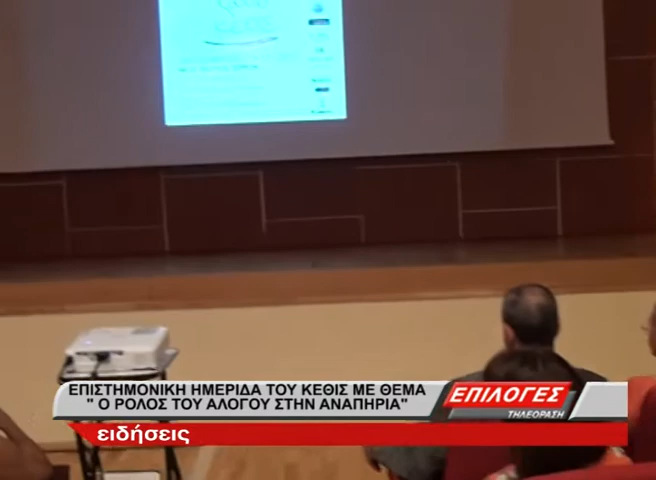 ΕΠΙΣΤΗΜΟΝΙΚΗ ΗΜΕΡΙΔΑ ΤΟΥ ΚΕΘΙΣ ΜΕ ΘΕΜΑ
" Ο ΡΟΛΟΣ ΤΟΥ ΑΛΟΓΟΥ ΣΤΗΝ ΑΝΑΠΗΡΙΑ"
ΕΠΙΛΟΓΕΣ
ΤΗΛΕΟΡΑΣΗ
ειδήσεις